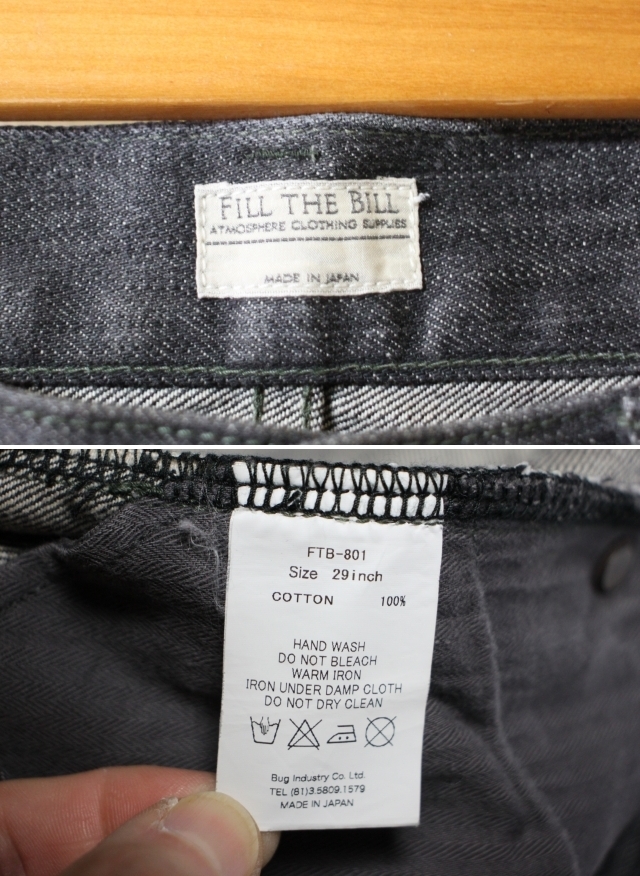 FILL THE BILL
ATMOSPHERE CLOTHING SUPPLIES
MADE IN JAPAN
FTB-801
Size 29inch
COTTON 100%
HAND WASH
DO NOT BLEACH
WARM IRON
IRON UNDER DAMP CLOTH
DO NOT DRY CLEAN
Bug Industry Co. Ltd.
TEL (81)3.5809.1579
MADE IN JAPAN